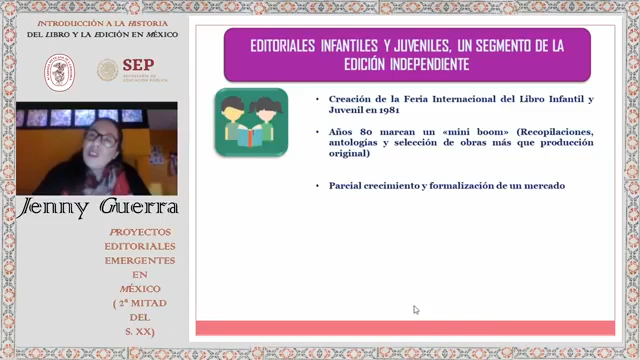 INTRODUCCIÓN A LA HISTORIA
DEL LIBRO Y LA EDICIÓN EN MÉXICO
SEP
SECRETARÍA DE
EDUCACIÓN PÚBLICA
Jenny Guerra
PROYECTOS
EDITORIALES
EMERGENTES
EN
MÉXICO
( 2ª MITAD
DEL
S. XX)
EDITORIALES INFANTILES Y JUVENILES, UN SEGMENTO DE LA
EDICIÓN INDEPENDIENTE
• Creación de la Feria Internacional del Libro Infantil y
Juvenil en 1981
• Años 80 marcan un «mini boom» (Recopilaciones,
antologías y selección de obras más que producción
original)
• Parcial crecimiento y formalización de un mercado